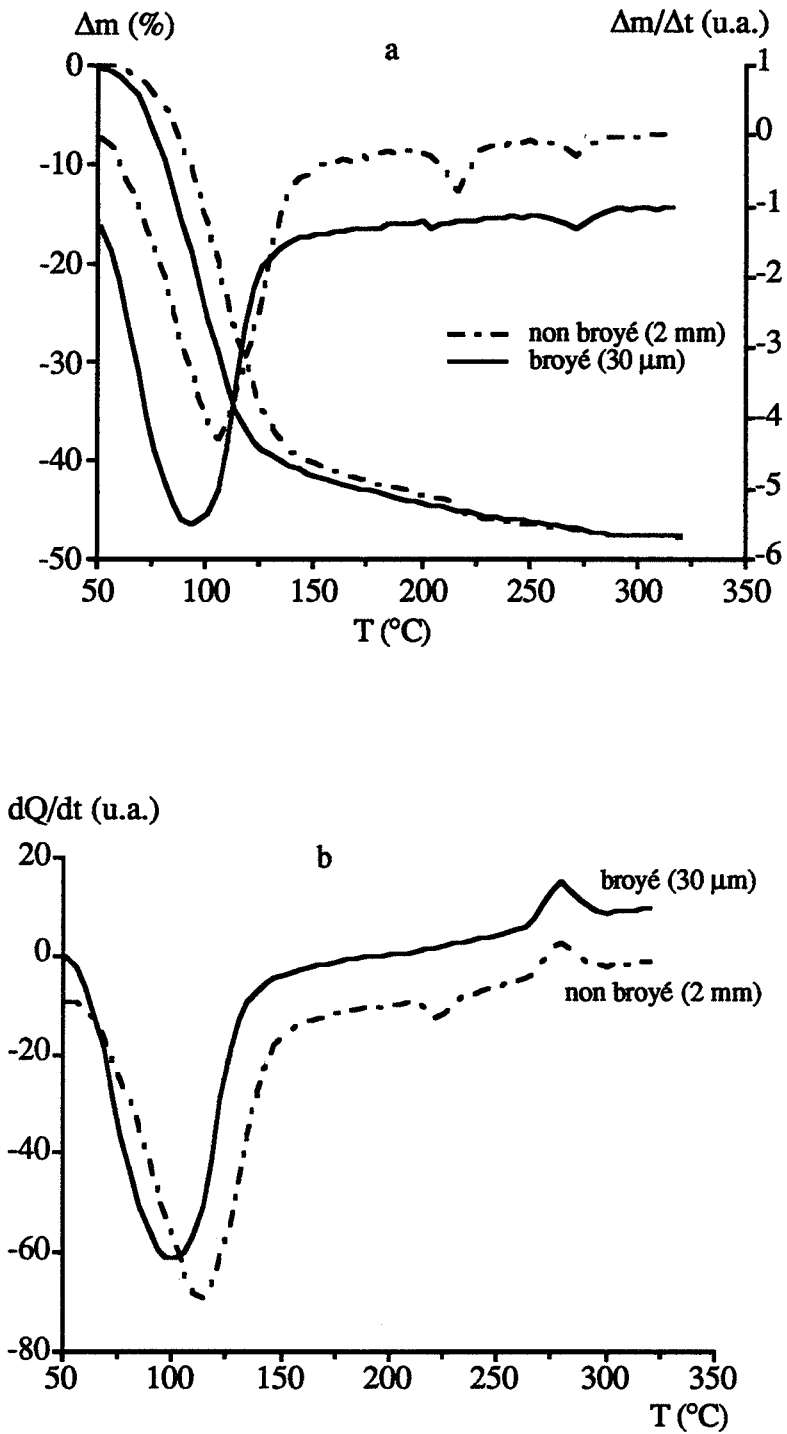 Δm (%)
a
Δm/Δt (u.a.)
0
-10
-20
-30
-40
-50
1
0
-1
-2
-3
-4
-5
-6
non broyé (2 mm)
broyé (30 µm)
50 100 150 200 250 300 350
T (°C)
dQ/dt (u.a.)
b
20
0
-20
-40
-60
-80
broyé (30 µm)
non broyé (2 mm)
50 100 150 200 250 300 350
T (°C)